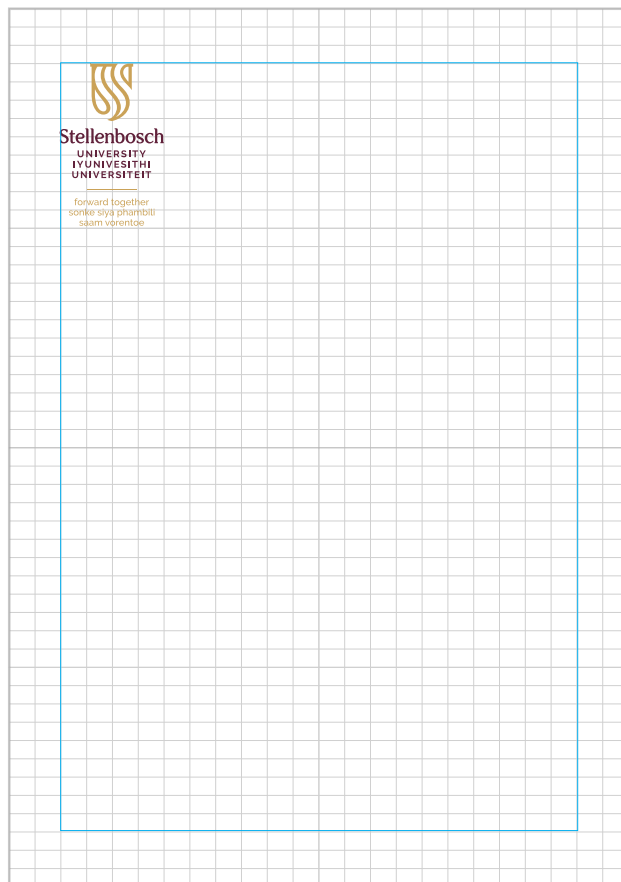 Stellenbosch
UNIVERSITY
IYUNIVESITHI
UNIVERSITEIT
forward together
sonke siya phambili
saam vorentoe